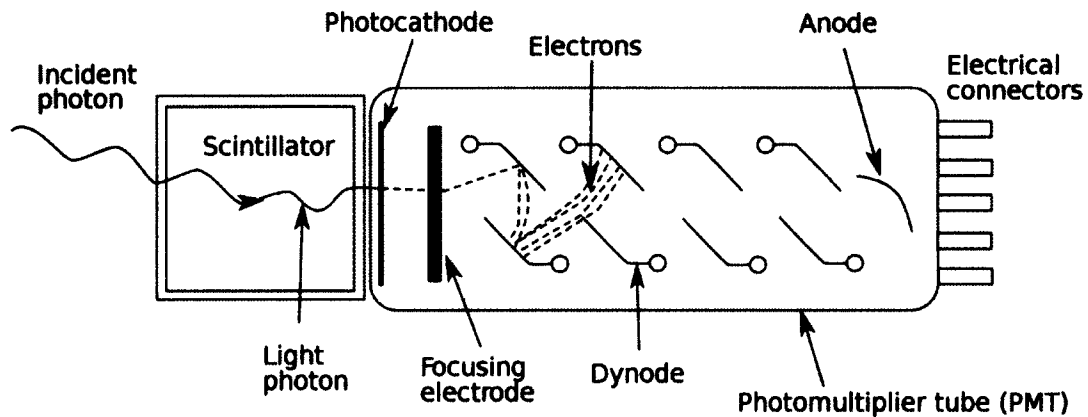 Photocathode
Electrons
Anode
Incident
photon
Electrical
connectors
Scintillator
Light
photon
Focusing
electrode
Dynode
Photomultiplier tube (PMT)